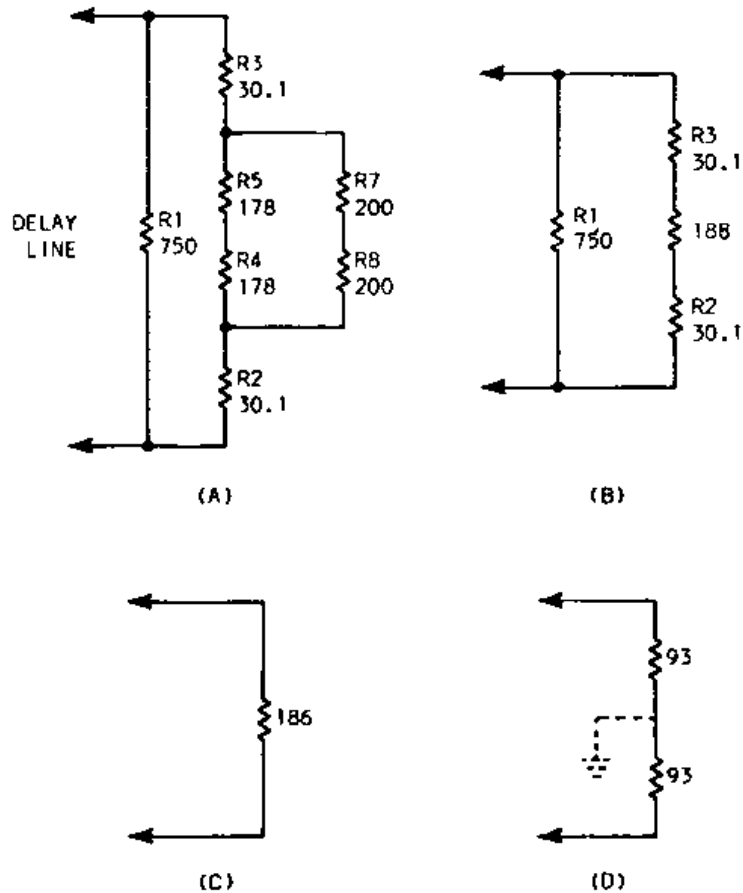 R3
30.1
R5
178
R7
200
DELAY
LINE
R1
750
R4
178
R8
200
R2
30.1
(A)
R3
30.1
R1
750
188
R2
30.1
(B)
186
(C)
93
93
(D)